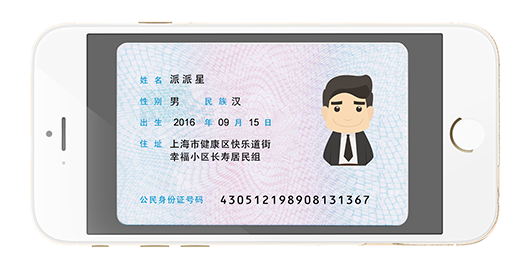 姓 名 派派星
性 别 男 民 族 汉
出 生 2016 年 09 月 15 日
住 址 上海市健康区快乐道街
幸福小区长寿居民组
公民身份证号码 430512198908131367